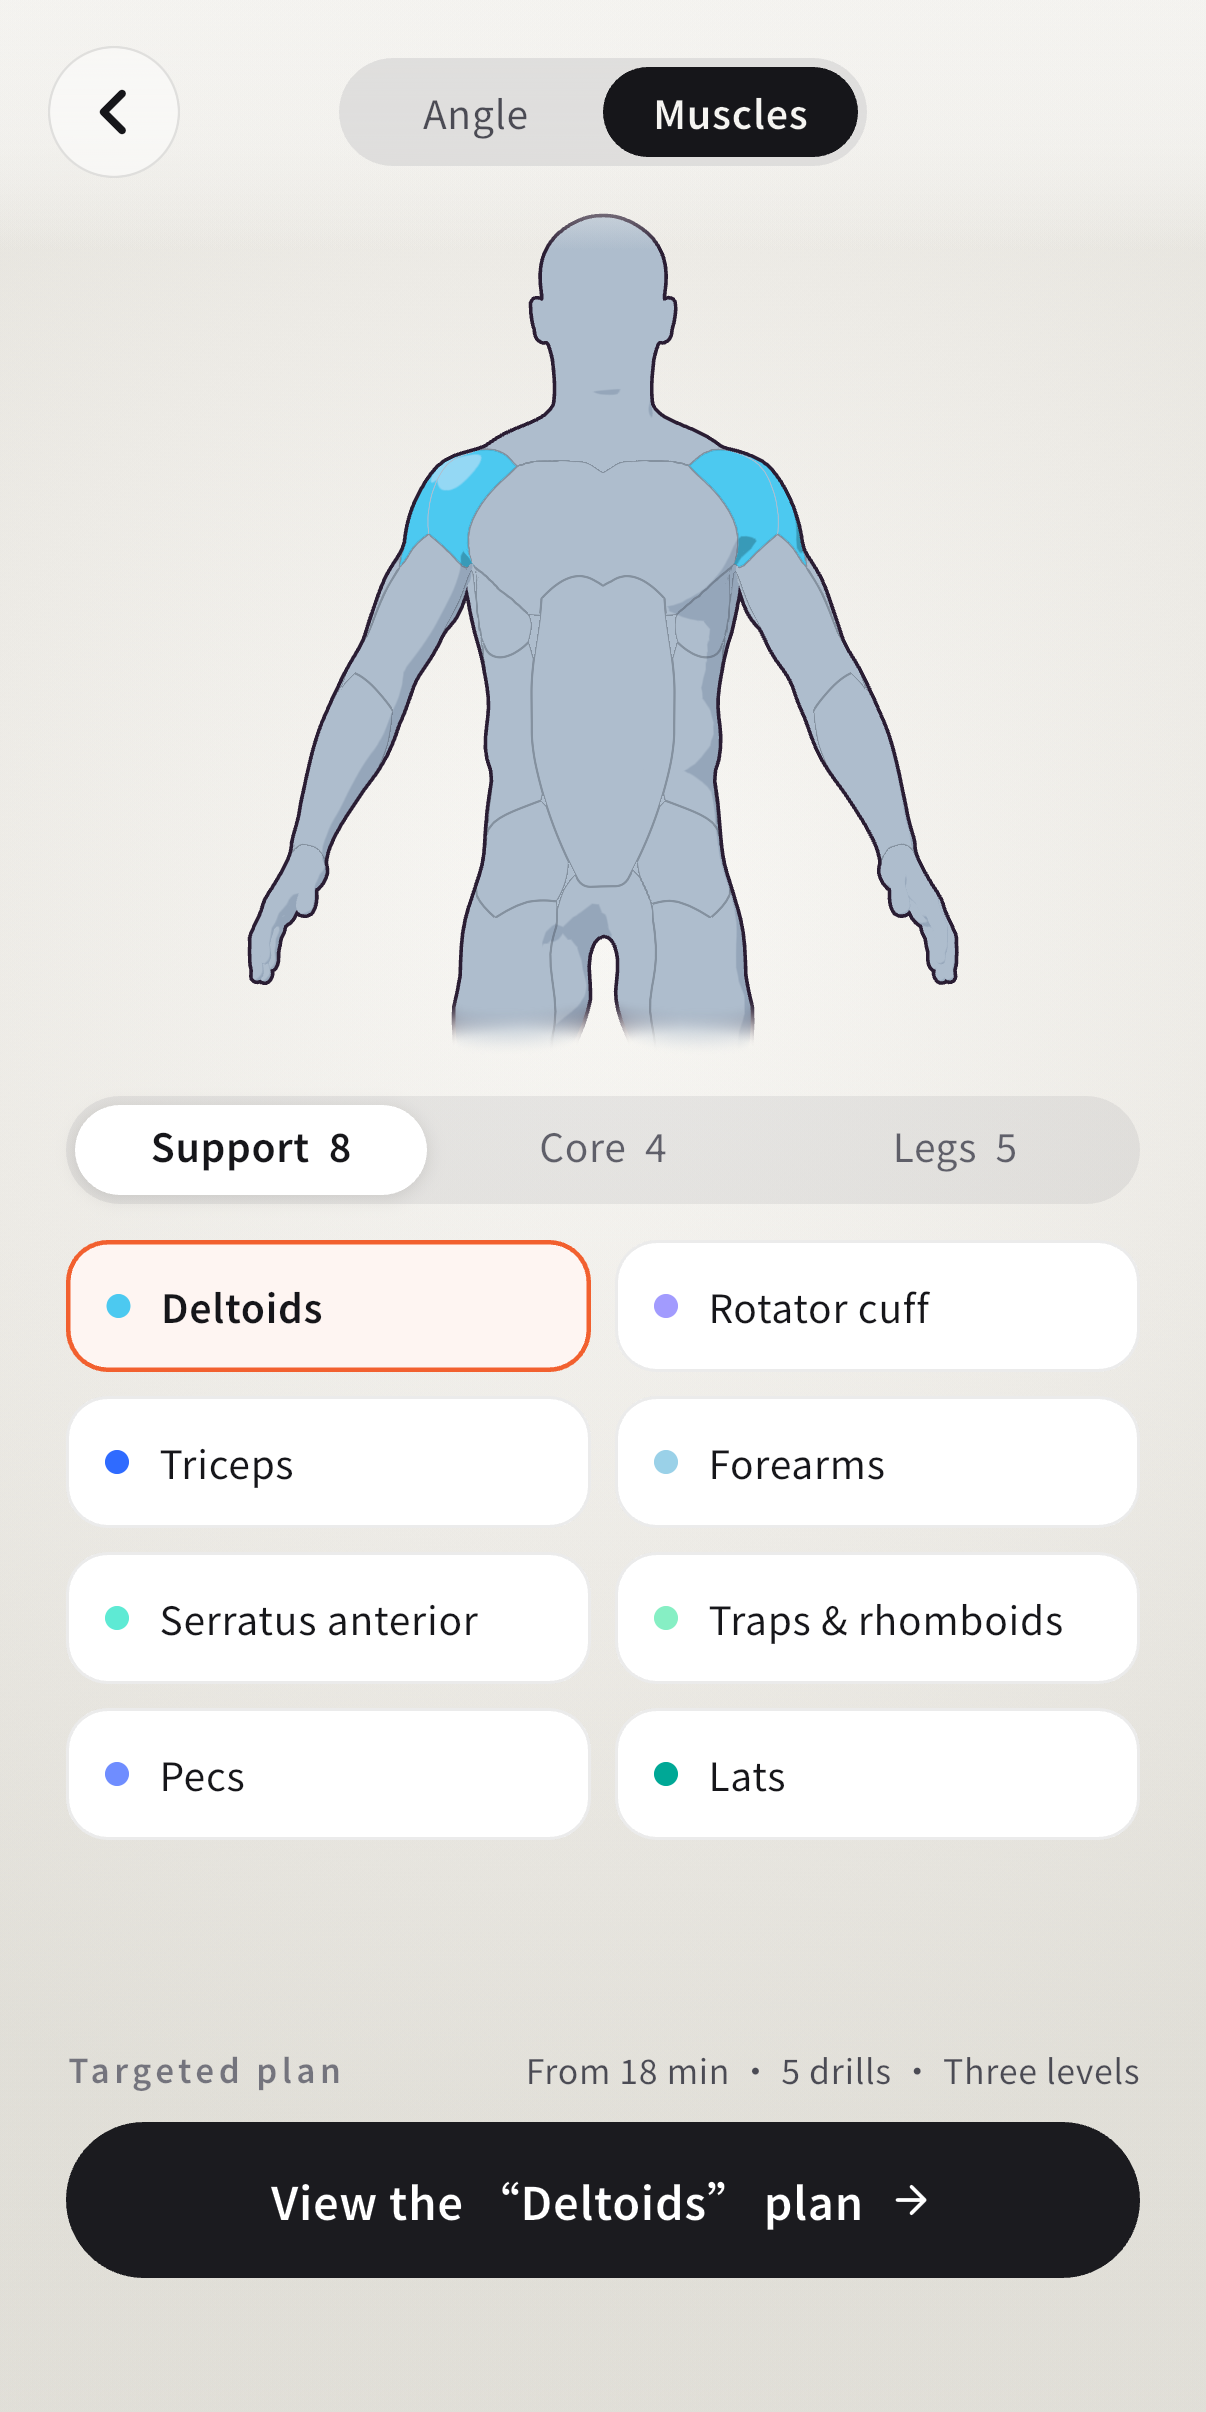 Angle
Muscles
Support 8
Core 4
Legs 5
Deltoids
Rotator cuff
Triceps
Forearms
Serratus anterior
Traps & rhomboids
Pecs
Lats
Targeted plan
From 18 min · 5 drills · Three levels
View the “Deltoids” plan →